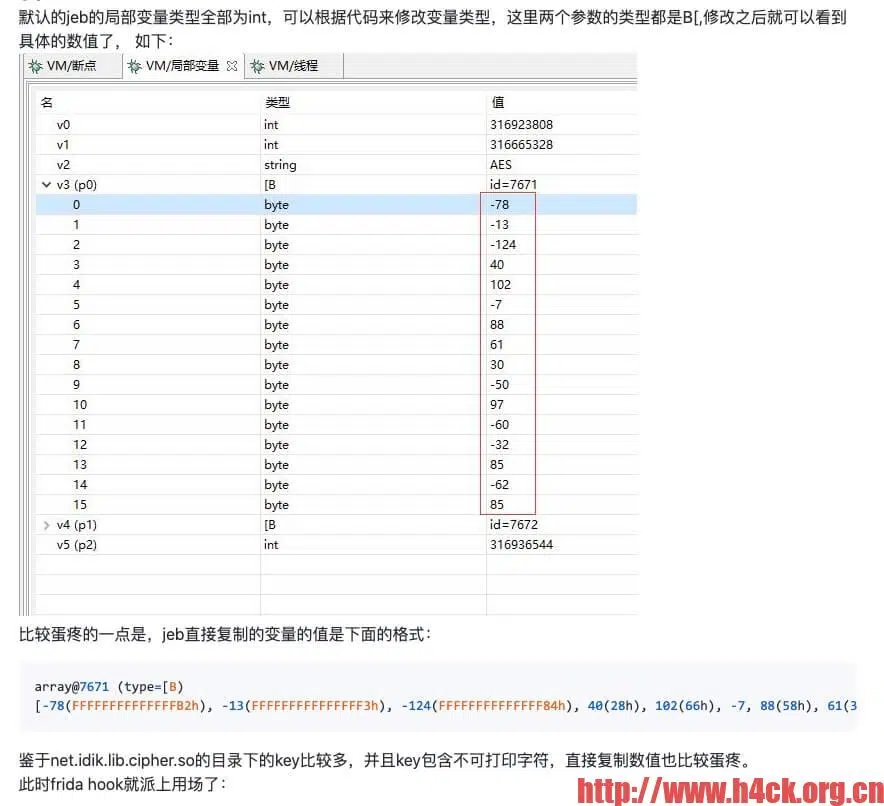 默认的jeb的局部变量类型全部为int，可以根据代码来修改变量类型，这里两个参数的类型都是B[,修改之后就可以看到
具体的数值了， 如下：
VM/断点 VM/局部变量 VM/线程
名 类型 值
v0 int 316923808
v1 int 316665328
v2 string AES
v3 (p0) [B id=7671
0 byte -78
1 byte -13
2 byte -124
3 byte 40
4 byte 102
5 byte -7
6 byte 88
7 byte 61
8 byte 30
9 byte -50
10 byte 97
11 byte -60
12 byte -32
13 byte 85
14 byte -62
15 byte 85
v4 (p1) [B id=7672
v5 (p2) int 316936544
比较蛋疼的一点是，jeb直接复制的变量的值是下面的格式：
array@7671 (type=[B)
[-78(FFFFFFFFFFFFFFB2h), -13(FFFFFFFFFFFFFFF3h), -124(FFFFFFFFFFFFFF84h), 40(28h), 102(66h), -7, 88(58h), 61(3
鉴于net.idik.lib.cipher.so的目录下的key比较多，并且key包含不可打印字符，直接复制数值也比较蛋疼。
此时frida hook就派上用场了：
http://www.h4ck.org.cn